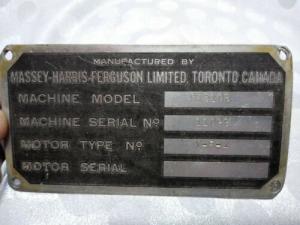 MANUFACTURED BY
MASSEY-HARRIS-FERGUSON LIMITED, TORONTO CANADA
MACHINE MODEL
MACHINE SERIAL Nº
MOTOR TYPE Nº
MOTOR SERIAL